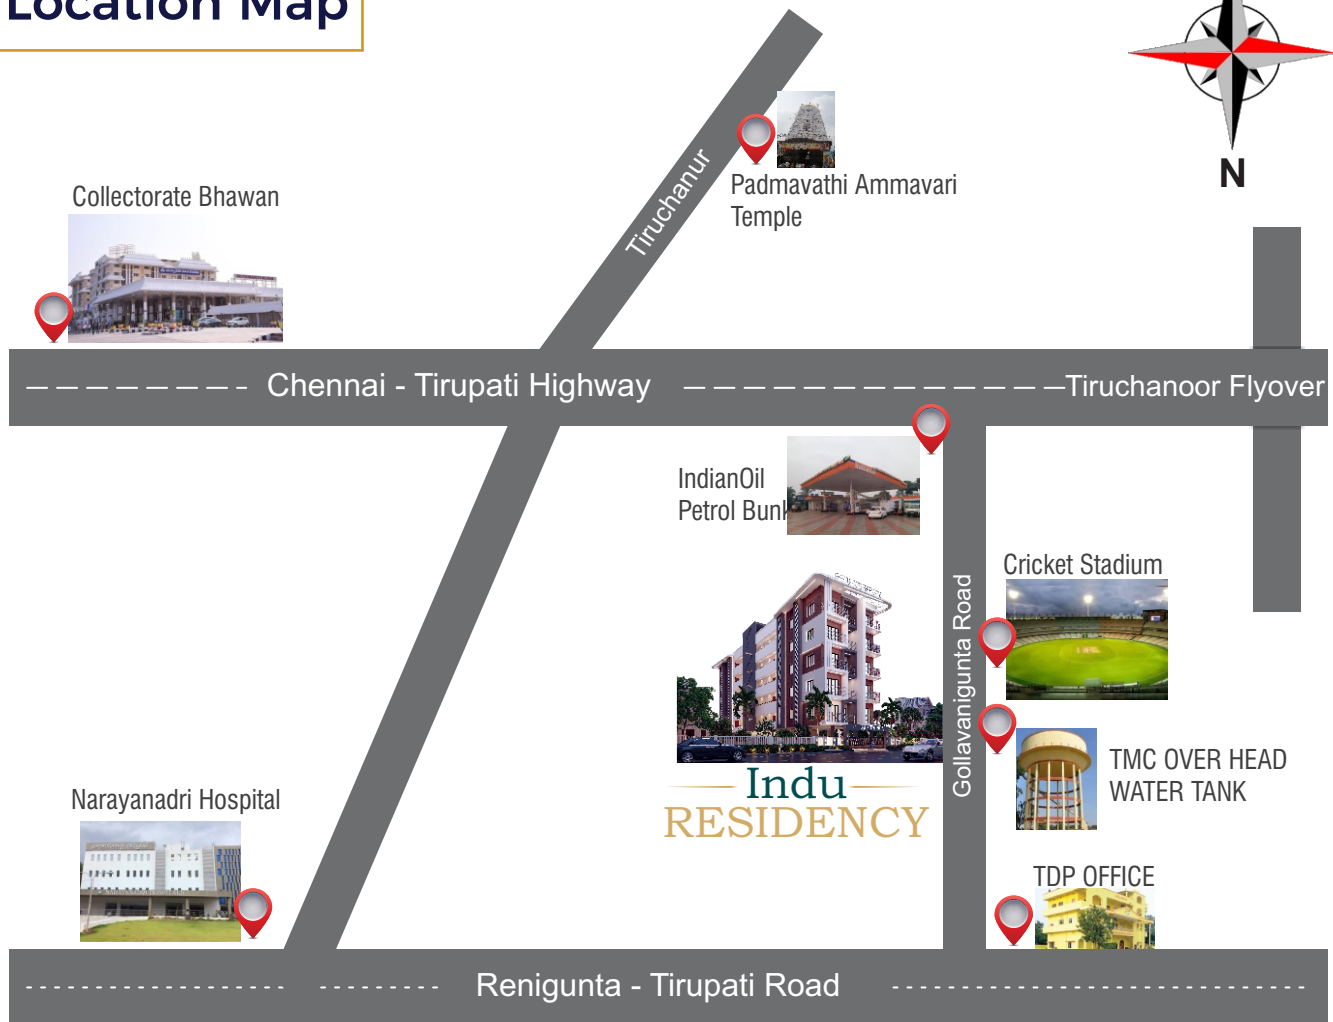 Location Map
N
Tiruchanur
Padmavathi Ammavari
Temple
Collectorate Bhawan
Chennai - Tirupati Highway
Tiruchanoor Flyover
IndianOil
Petrol Bunk
Cricket Stadium
Gollavanigunta Road
TMC OVER HEAD
WATER TANK
Indu
RESIDENCY
Narayanadri Hospital
TDP OFFICE
Renigunta - Tirupati Road